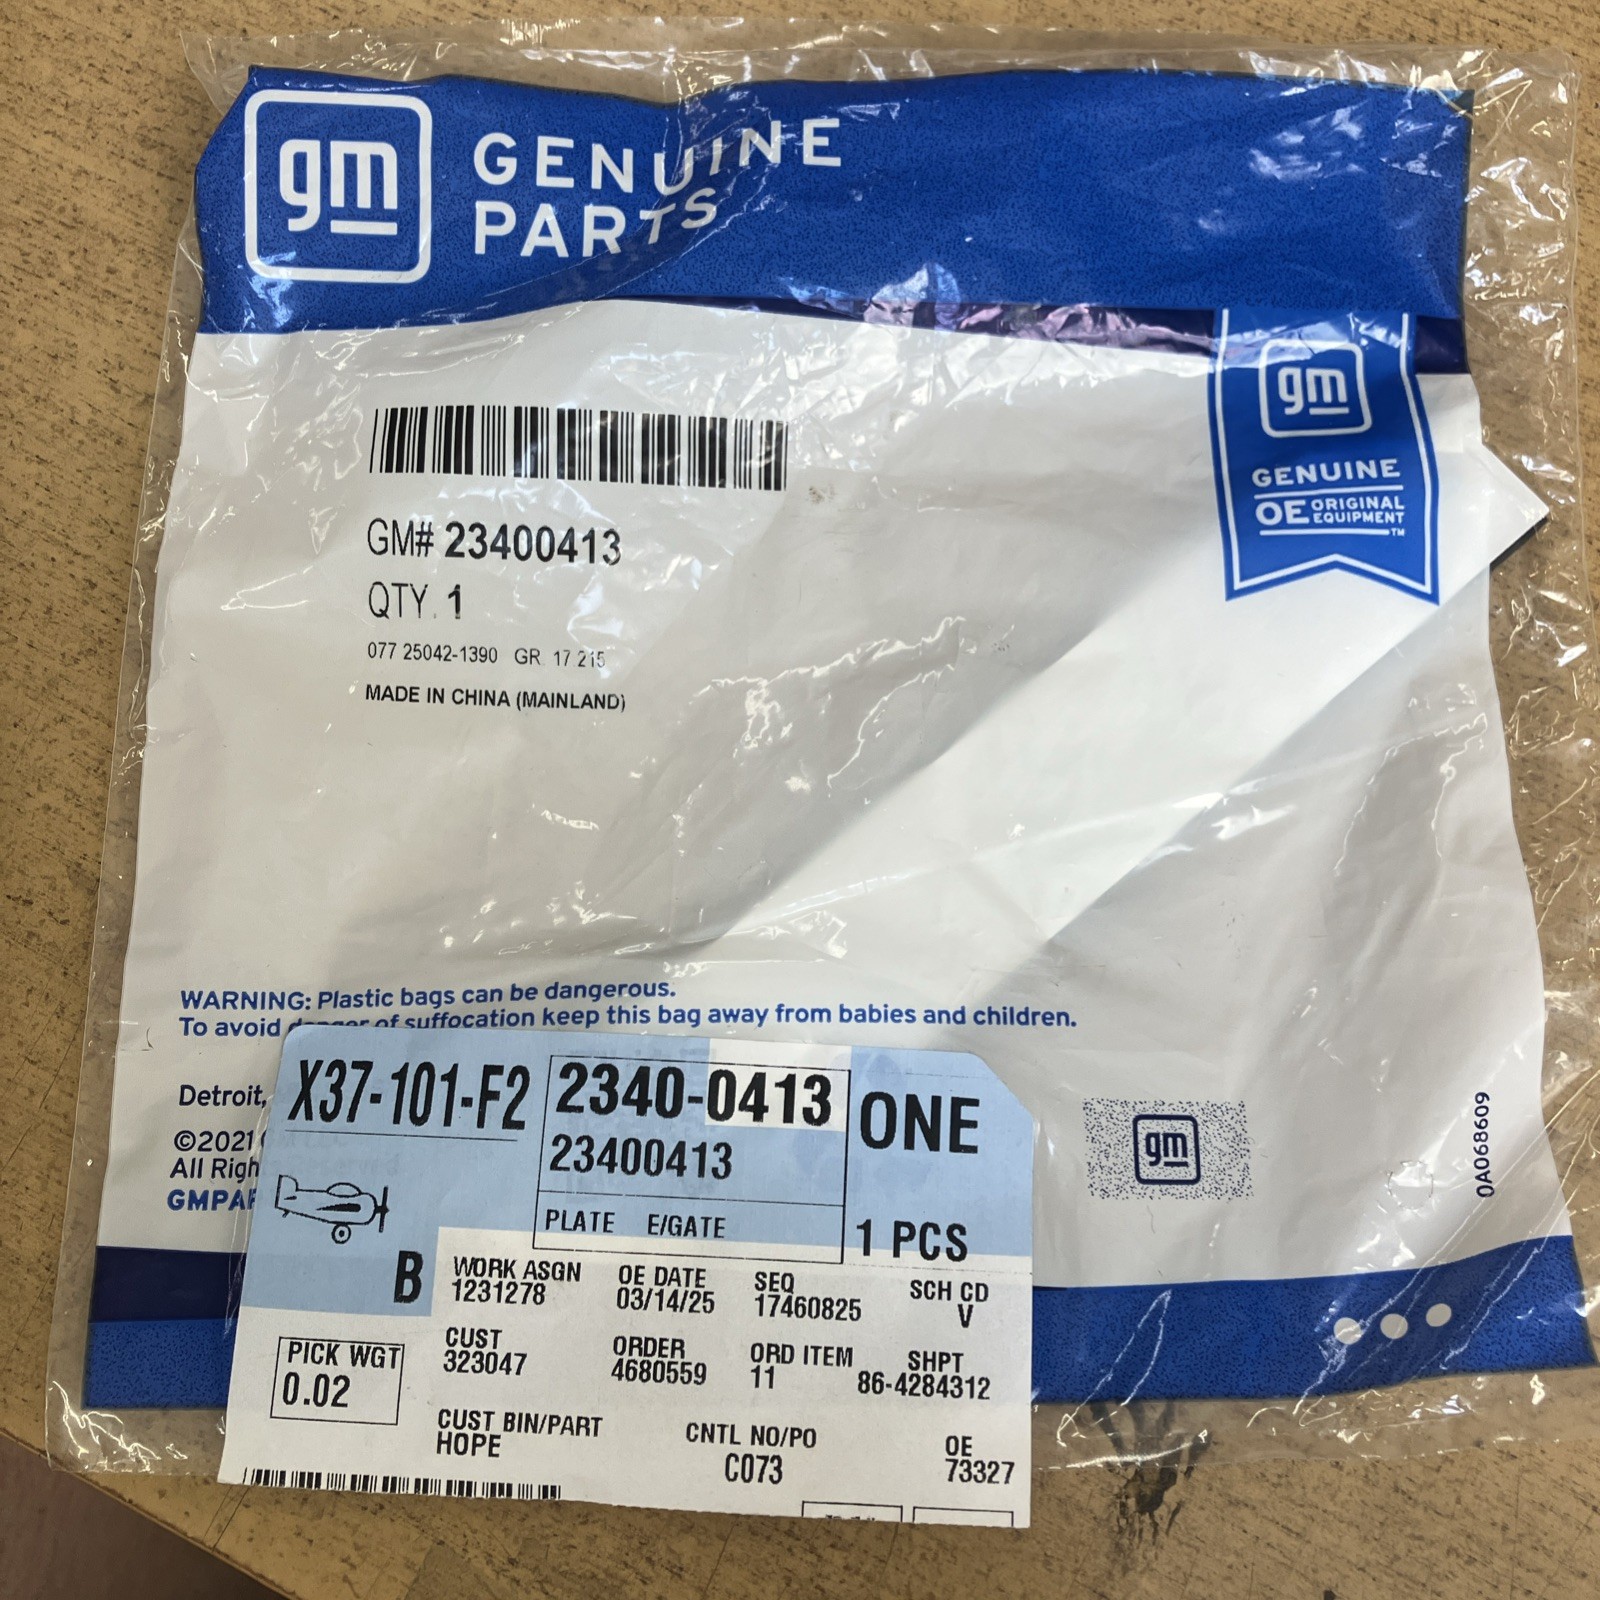 gm
GENUINE
PARTS
gm
GENUINE
OE ORIGINAL EQUIPMENT ™
GM# 23400413
QTY. 1
077 25042-1390 GR. 17.215
MADE IN CHINA (MAINLAND)
WARNING: Plastic bags can be dangerous.
To avoid danger of suffocation keep this bag away from babies and children.
Detroit,
©2021
All Righ
GMPAR
gm
0A068609
X37-101-F2
2340-0413
23400413
PLATE E/GATE
ONE
1 PCS
B
WORK ASGN
1231278
OE DATE
03/14/25
SEQ
17460825
SCH CD
V
PICK WGT
0.02
CUST
323047
ORDER
4680559
ORD ITEM
11
SHPT
86-4284312
CUST BIN/PART
HOPE
CNTL NO/PO
C073
OE
73327